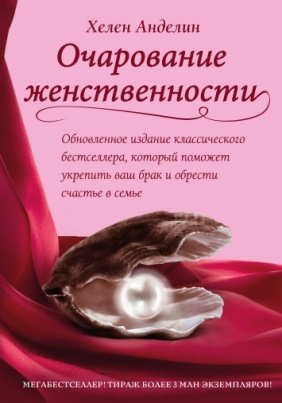 Хелен Анделин
Очарование
женственности
Обновленное издание классического
бестселлера, который поможет
укрепить ваш брак и обрести
счастье в семье
МЕГАБЕСТСЕЛЛЕР! ТИРАЖ БОЛЕЕ 3 МЛН ЭКЗЕМПЛЯРОВ!